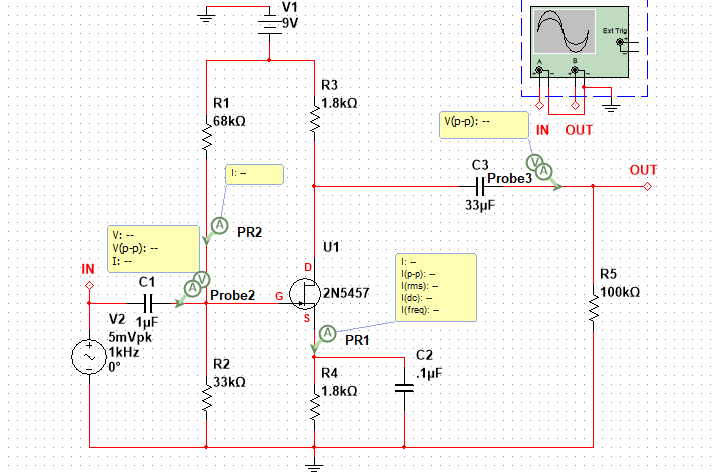 V1
9V
Ext Trig
A
B
IN
OUT
R3
1.8kΩ
R1
68kΩ
V(p-p): --
C3
33µF
V
A
Probe3
OUT
I: --
A
PR2
V: --
V(p-p): --
I: --
U1
D
G
S
2N5457
I: --
I(p-p): --
I(rms): --
I(dc): --
I(freq): --
IN
C1
1µF
V
A
Probe2
R5
100kΩ
V2
5mVpk
1kHz
0°
A
PR1
C2
.1µF
R2
33kΩ
R4
1.8kΩ